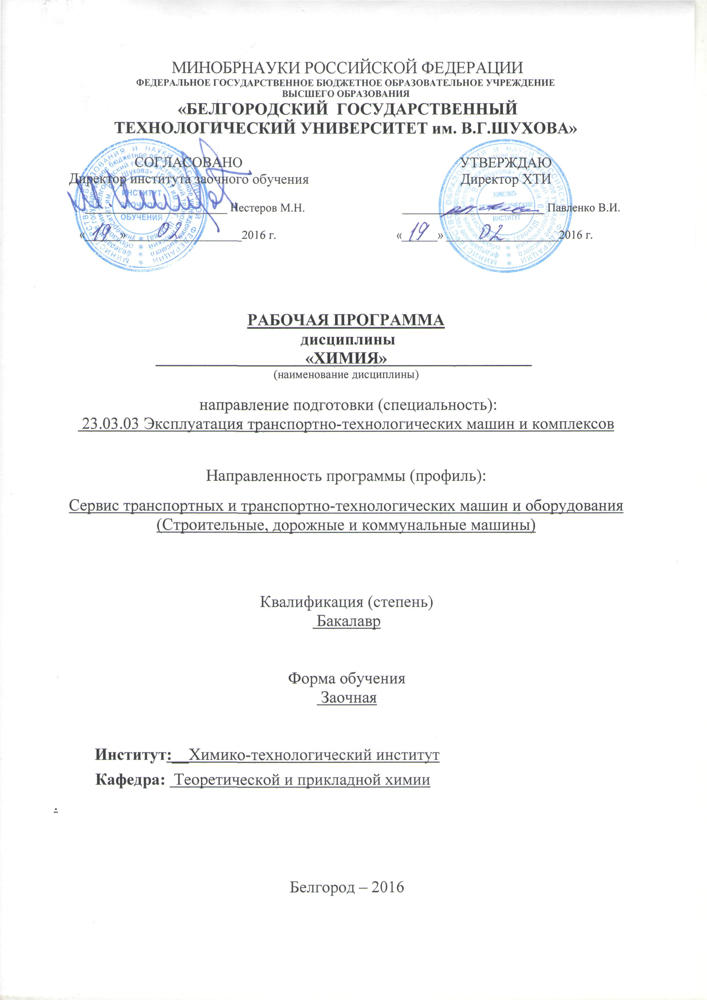 МИНОБРНАУКИ РОССИЙСКОЙ ФЕДЕРАЦИИ
ФЕДЕРАЛЬНОЕ ГОСУДАРСТВЕННОЕ БЮДЖЕТНОЕ ОБРАЗОВАТЕЛЬНОЕ УЧРЕЖДЕНИЕ
ВЫСШЕГО ОБРАЗОВАНИЯ
«БЕЛГОРОДСКИЙ ГОСУДАРСТВЕННЫЙ
ТЕХНОЛОГИЧЕСКИЙ УНИВЕРСИТЕТ им. В.Г.ШУХОВА»
СОГЛАСОВАНО
Директор института заочного обучения
Нестеров М.Н.
«19» 02 2016 г.
ИНСТИТУТ
ЗАОЧНОГО
ОБУЧЕНИЯ
УТВЕРЖДАЮ
Директор ХТИ
Павленко В.И.
«19» 02 2016 г.
ХИМИКО-
ТЕХНОЛОГИЧЕСКИЙ
ИНСТИТУТ
РАБОЧАЯ ПРОГРАММА
дисциплины
«ХИМИЯ»
(наименование дисциплины)
направление подготовки (специальность):
23.03.03 Эксплуатация транспортно-технологических машин и комплексов
Направленность программы (профиль):
Сервис транспортных и транспортно-технологических машин и оборудования
(Строительные, дорожные и коммунальные машины)
Квалификация (степень)
Бакалавр
Форма обучения
Заочная
Институт: Химико-технологический институт
Кафедра: Теоретической и прикладной химии
.
Белгород – 2016